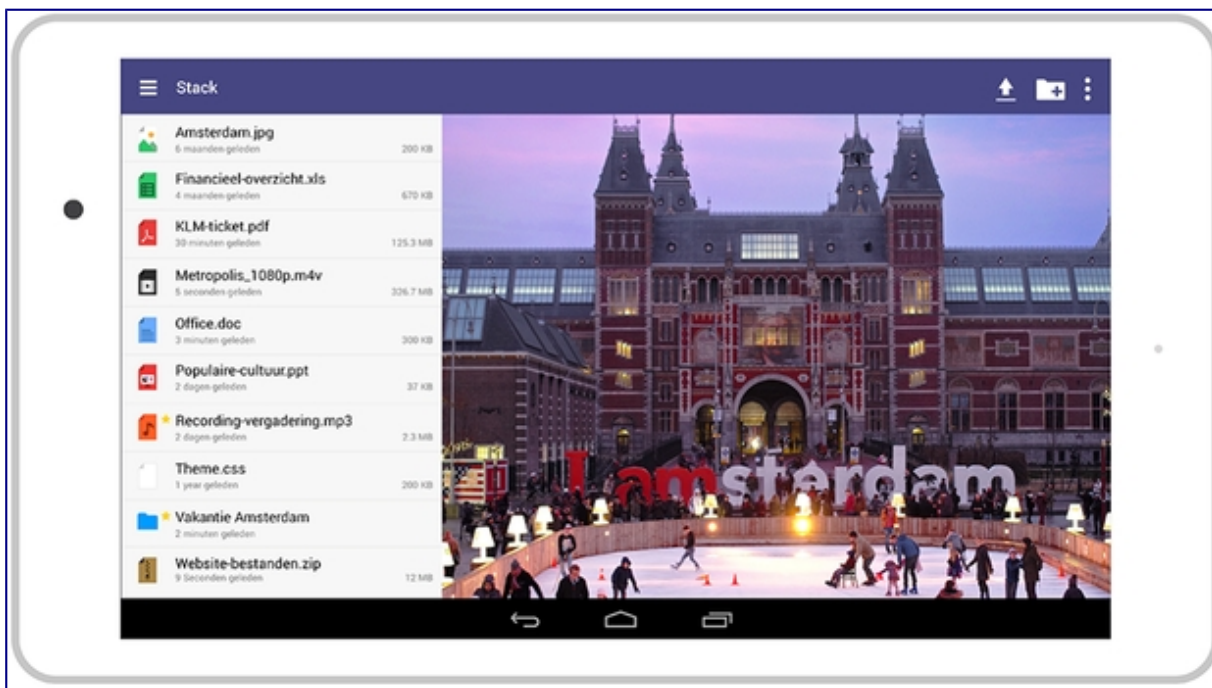 Stack
Amsterdam.jpg
6 maanden geleden 200 KB
Financieel-overzicht.xls
4 maanden geleden 670 KB
KLM-ticket.pdf
30 minuten geleden 125.3 MB
Metropolis_1080p.m4v
5 seconden geleden 326.7 MB
Office.doc
3 minuten geleden 300 KB
Populaire-cultuur.ppt
2 dagen geleden 37 KB
Recording-vergadering.mp3
2 dagen geleden 2.3 MB
Theme.css
1 year geleden 200 KB
Vakantie Amsterdam
2 minuten geleden
Website-bestanden.zip
9 Seconden geleden 12 MB
I amsterdam